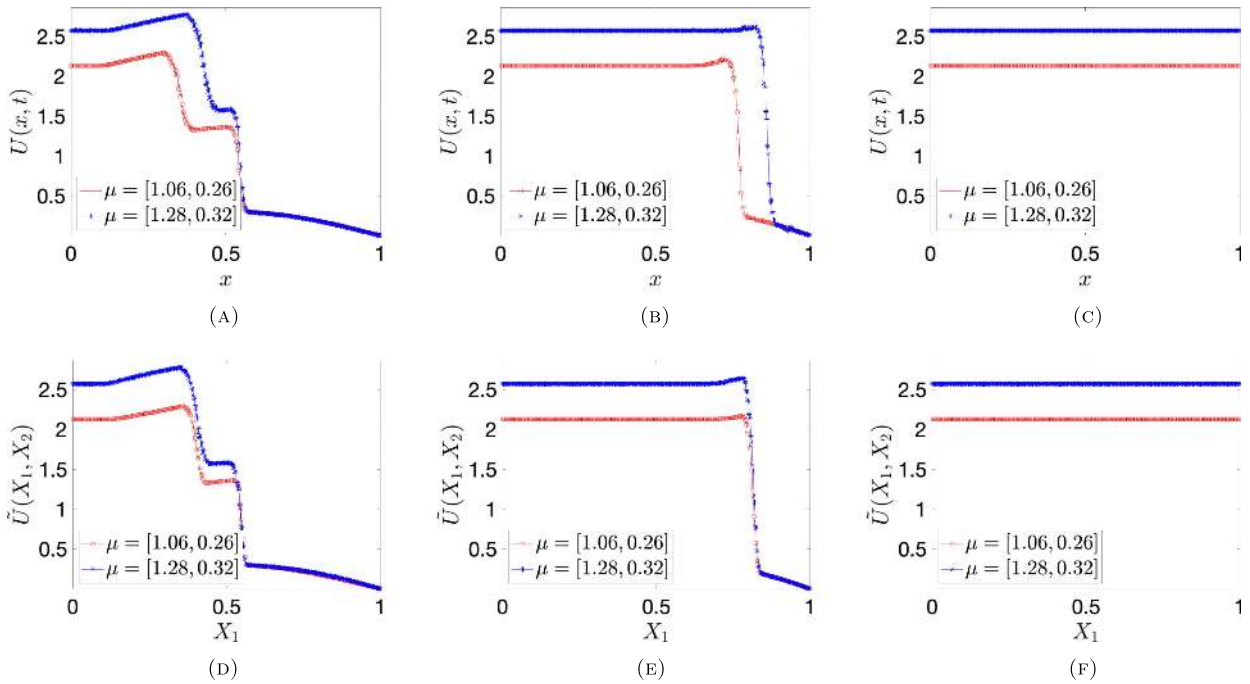 2.5
2
1.5
1
0.5
U(x, t)
μ = [1.06, 0.26]
μ = [1.28, 0.32]
0
0.5
1
x
(A)
2.5
2
1.5
1
0.5
U(x, t)
μ = [1.06, 0.26]
μ = [1.28, 0.32]
0
0.5
1
x
(B)
2.5
2
1.5
1
0.5
U(x, t)
μ = [1.06, 0.26]
μ = [1.28, 0.32]
0
0.5
1
x
(C)
2.5
2
1.5
1
0.5
Ũ(X₁, X₂)
μ = [1.06, 0.26]
μ = [1.28, 0.32]
0
0.5
1
X₁
(D)
2.5
2
1.5
1
0.5
Ũ(X₁, X₂)
μ = [1.06, 0.26]
μ = [1.28, 0.32]
0
0.5
1
X₁
(E)
2.5
2
1.5
1
0.5
Ũ(X₁, X₂)
μ = [1.06, 0.26]
μ = [1.28, 0.32]
0
0.5
1
X₁
(F)